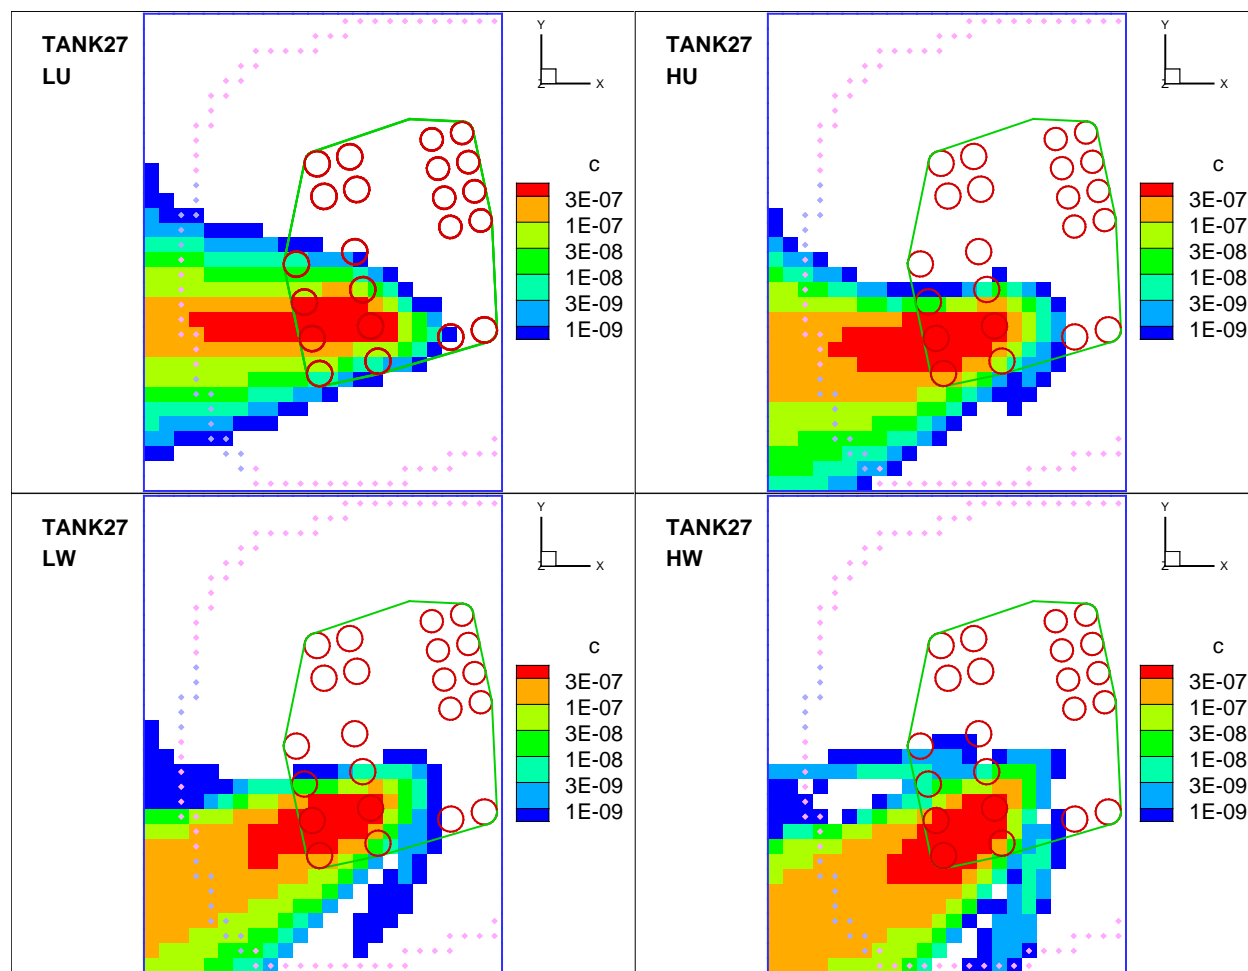 TANK27
LU
Y
Z
X
C
3E-07
1E-07
3E-08
1E-08
3E-09
1E-09
TANK27
HU
Y
Z
X
C
3E-07
1E-07
3E-08
1E-08
3E-09
1E-09
TANK27
LW
Y
Z
X
C
3E-07
1E-07
3E-08
1E-08
3E-09
1E-09
TANK27
HW
Y
Z
X
C
3E-07
1E-07
3E-08
1E-08
3E-09
1E-09